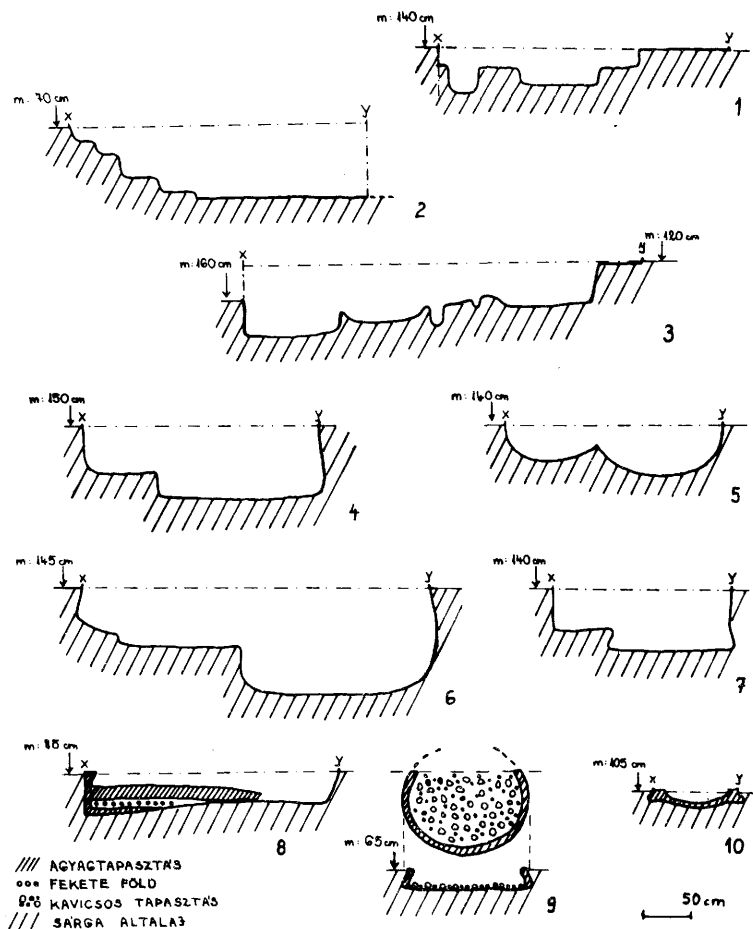 m: 140 cm
x
y
1
m: 70 cm
x
y
2
m: 160 cm
x
y
m: 120 cm
3
m: 150 cm
x
y
4
m: 140 cm
x
y
5
m: 145 cm
x
y
6
m: 140 cm
x
y
7
m: 85 cm
x
y
8
m: 65 cm
9
m: 105 cm
x
y
10
AGYAGTAPASZTÁS
FEKETE FÖLD
KAVICSOS TAPASZTÁS
SÁRGA ALTALAJ
50 cm